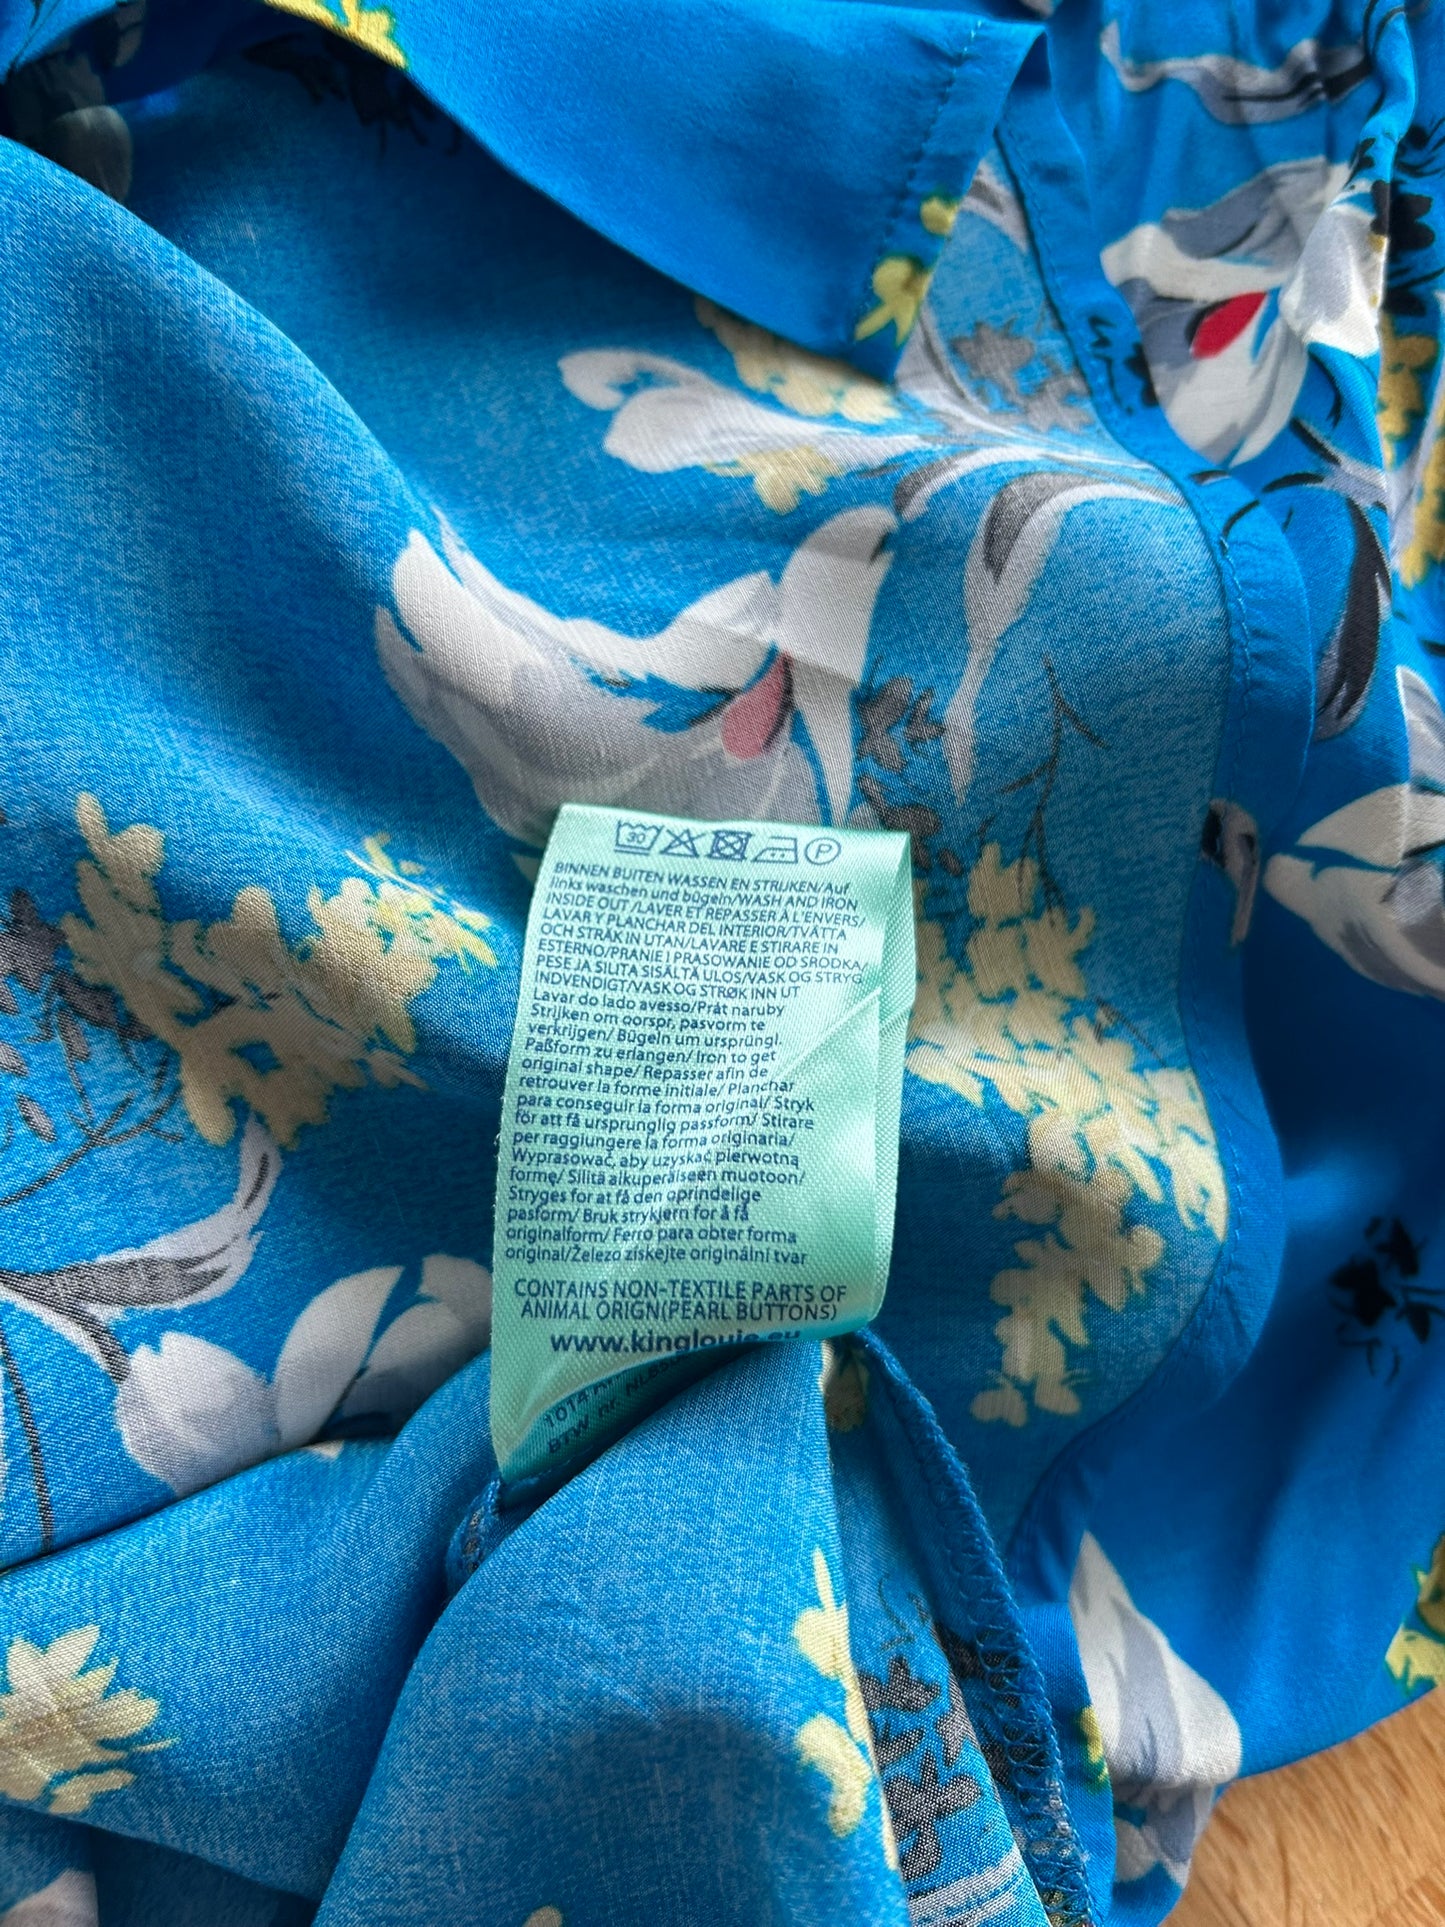 30 P
BINNEN BUITEN WASSEN EN STRIJKEN/Auf
links waschen und bügeln/WASH AND IRON
INSIDE OUT /LAVER ET REPASSER À L'ENVERS/
LAVAR Y PLANCHAR DEL INTERIOR/TVÄTTA
OCH STRÅK IN UTAN/LAVARE E STIRARE IN
ESTERNO/PRANIE I PRASOWANIE OD SRODKA/
PESE JA SILITA SISÄLTÄ ULOS/VASK OG STRYG
INDVENDIGT/VASK OG STRØK INN UT
Lavar do lado avesso/Prát naruby
Strijken om oorspr, pasvorm te
verkrijgen/ Bügeln um ursprüngl.
Paßform zu erlangen/ Iron to get
original shape/ Repasser afin de
retrouver la forme initiale/ Planchar
para conseguir la forma original/ Stryk
för att få ursprunglig passform/ Stirare
per raggiungere la forma originaria/
Wyprasować, aby uzyskać pierwotną
formę/ Silitä alkuperäiseen muotoon/
Stryges for at få den oprindelige
pasform/ Bruk strykjern for å få
originalform/ Ferro para obter forma
original/Železo získejte originální tvar
CONTAINS NON-TEXTILE PARTS OF
ANIMAL ORIGN(PEARL BUTTONS)
www.kinglouie.eu
1014
BTW nr.